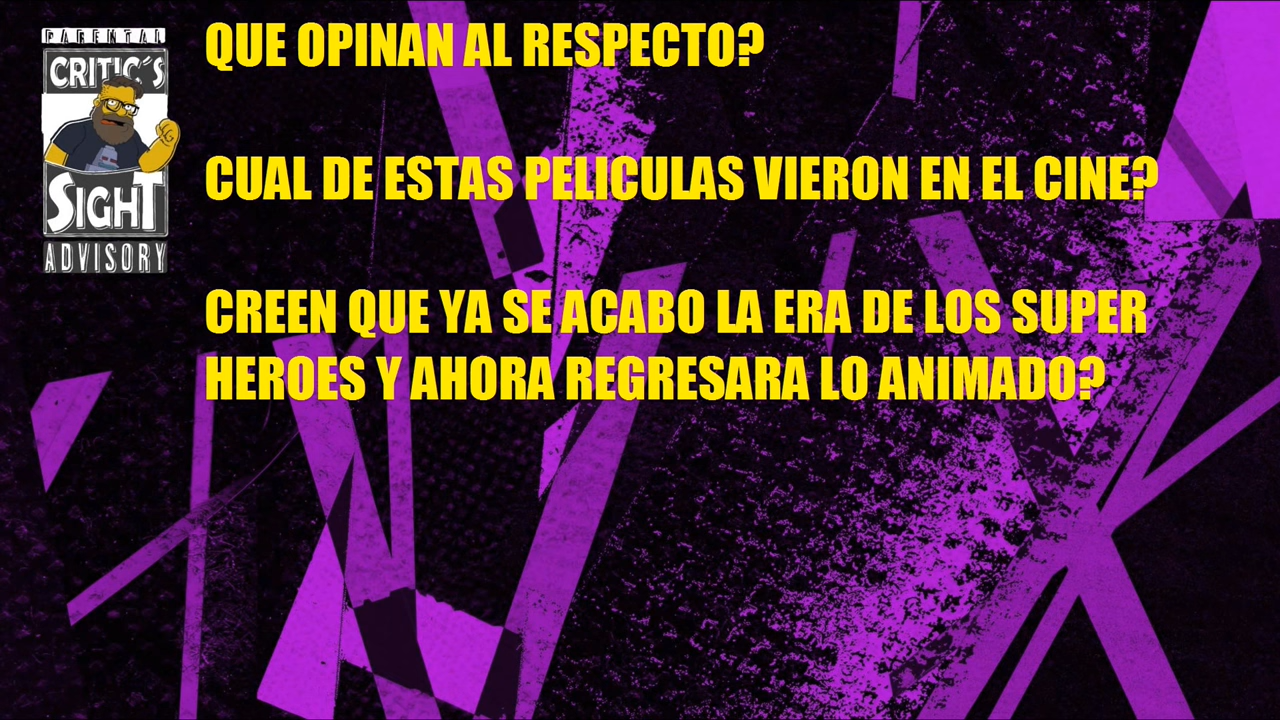 PARENTAL
CRITIC´S
SIGHT
ADVISORY
QUE OPINAN AL RESPECTO?
CUAL DE ESTAS PELICULAS VIERON EN EL CINE?
CREEN QUE YA SE ACABO LA ERA DE LOS SUPER
HEROES Y AHORA REGRESARA LO ANIMADO?